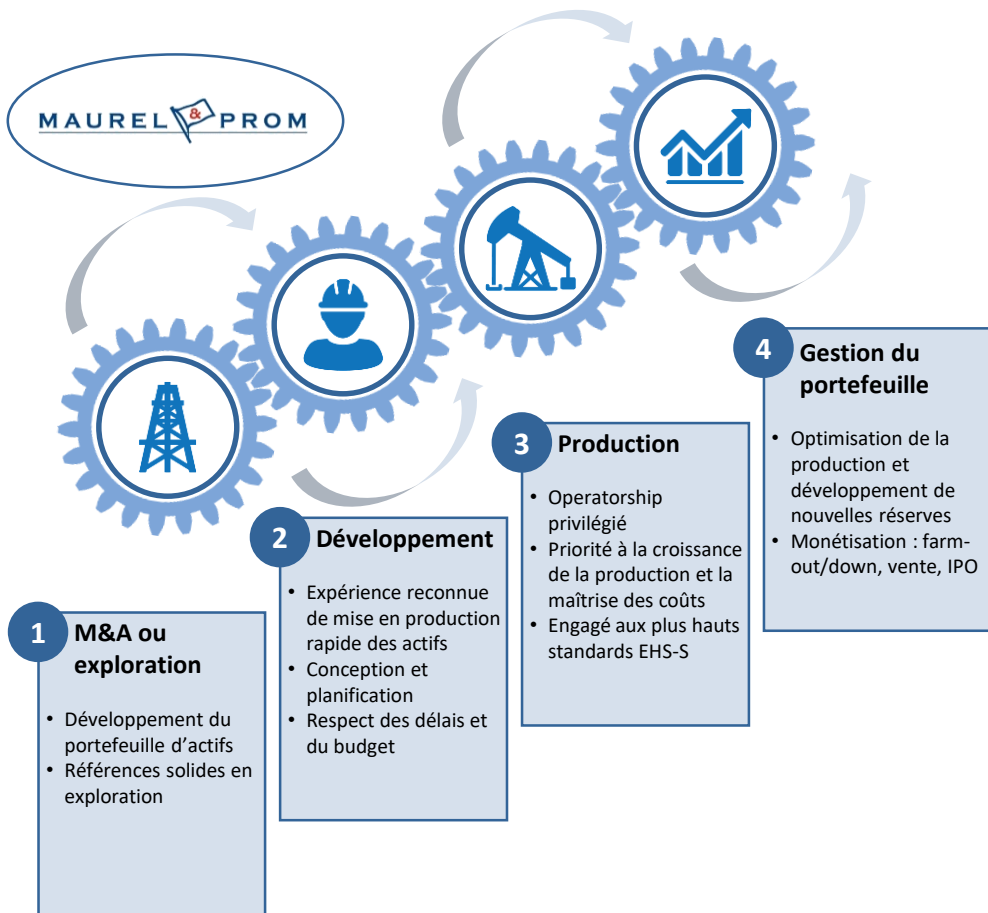 MAUREL & PROM
4
Gestion du
portefeuille
• Optimisation de la
production et
développement de
nouvelles réserves
• Monétisation : farm-
out/down, vente, IPO
3
Production
• Operatorship
privilégié
• Priorité à la croissance
de la production et la
maîtrise des coûts
• Engagé aux plus hauts
standards EHS-S
2
Développement
• Expérience reconnue
de mise en production
rapide des actifs
• Conception et
planification
• Respect des délais et
du budget
1
M&A ou
exploration
• Développement du
portefeuille d’actifs
• Références solides en
exploration